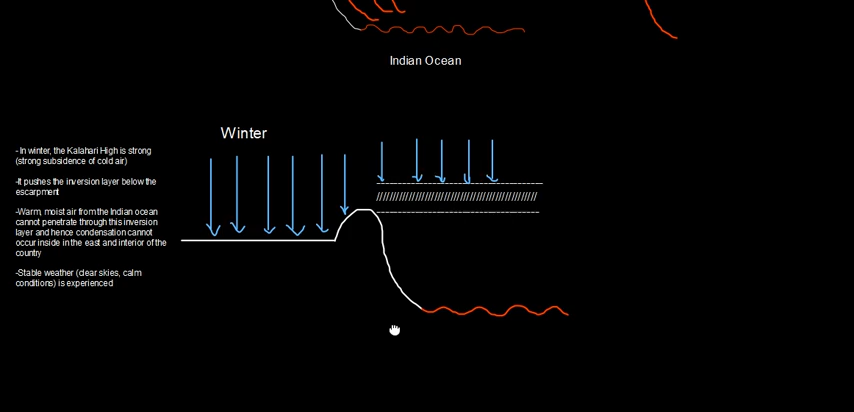 Indian Ocean
Winter
- In winter, the Kalahari High is strong
(strong subsidence of cold air)
-It pushes the inversion layer below the
escarpment
-Warm, moist air from the Indian ocean
cannot penetrate through this inversion
layer and hence condensation cannot
occur inside in the east and interior of the
country
-Stable weather (clear skies, calm
conditions) is experienced